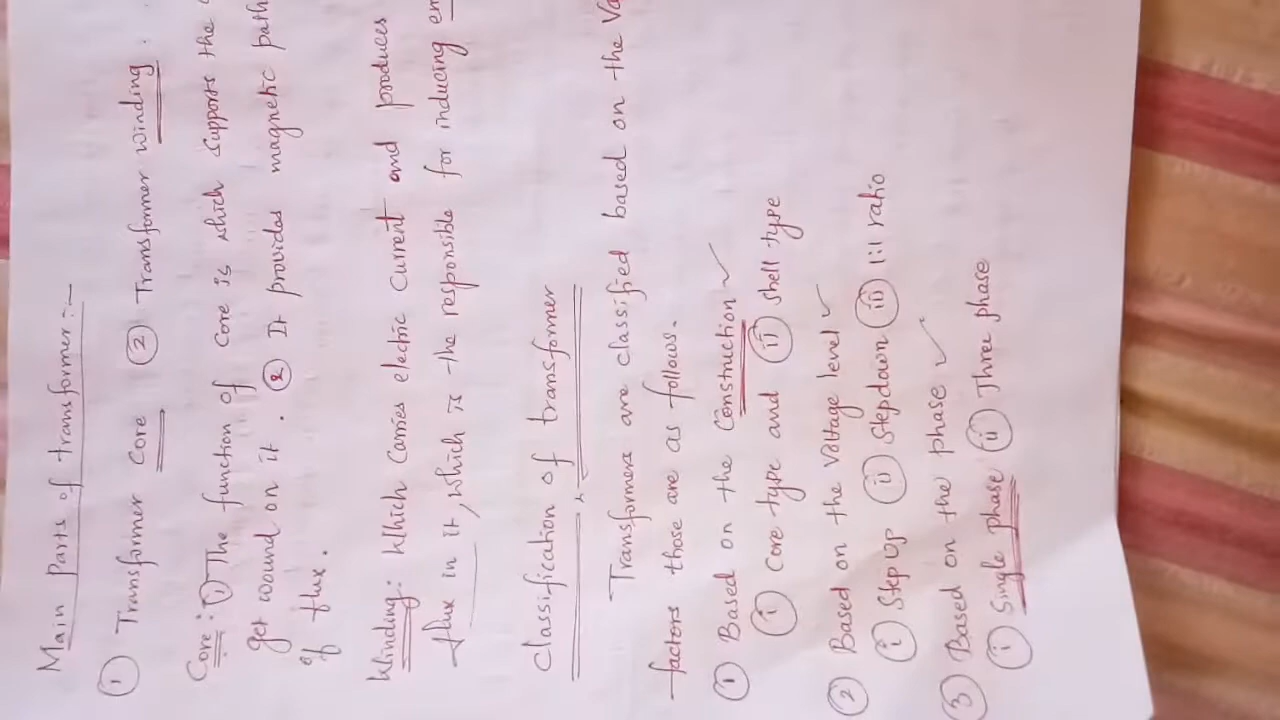 Main parts of transformer:-
① Transformer core ② Transformer winding.
Core: ① The function of core is which supports the
get wound on it. ② It provides magnetic path
of flux.
Winding: Which Carries electric current and produces
flux in it, which is the responsible for inducing em
Classification of transformer
Transformers are classified based on the Va
factors those are as follows.
① Based on the Construction ✓
ⓘ Core type and ⓘⓘ shell type
② Based on the Voltage level ✓
ⓘ Step Up ⓘⓘ Stepdown ⓘⓘⓘ 1:1 ratio
③ Based on the phase ✓
ⓘ Single phase ⓘⓘ Three phase